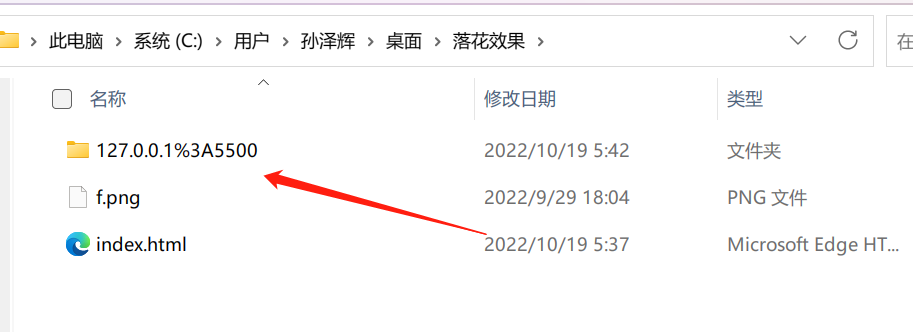 此电脑 › 系统 (C:) › 用户 › 孙泽辉 › 桌面 › 落花效果 › 在
名称 修改日期 类型
127.0.0.1%3A5500 2022/10/19 5:42 文件夹
f.png 2022/9/29 18:04 PNG 文件
index.html 2022/10/19 5:37 Microsoft Edge HT...